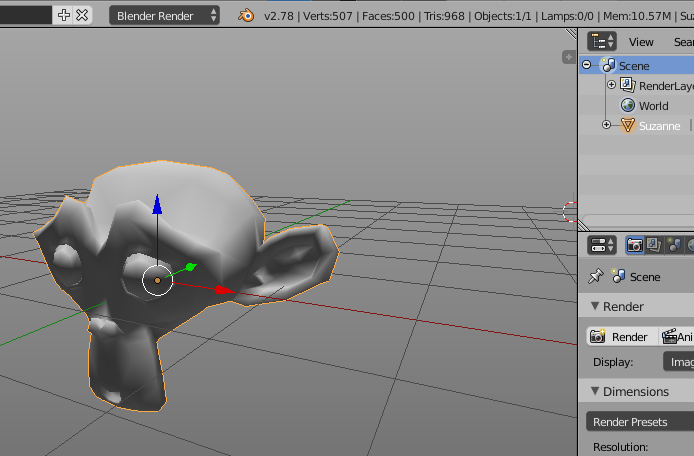 Blender Render
v2.78 | Verts:507 | Faces:500 | Tris:968 | Objects:1/1 | Lamps:0/0 | Mem:10.57M | Suz
View Sear
Scene
RenderLaye
World
Suzanne
Scene
Render
Render Ani
Display: Imag
Dimensions
Render Presets
Resolution: